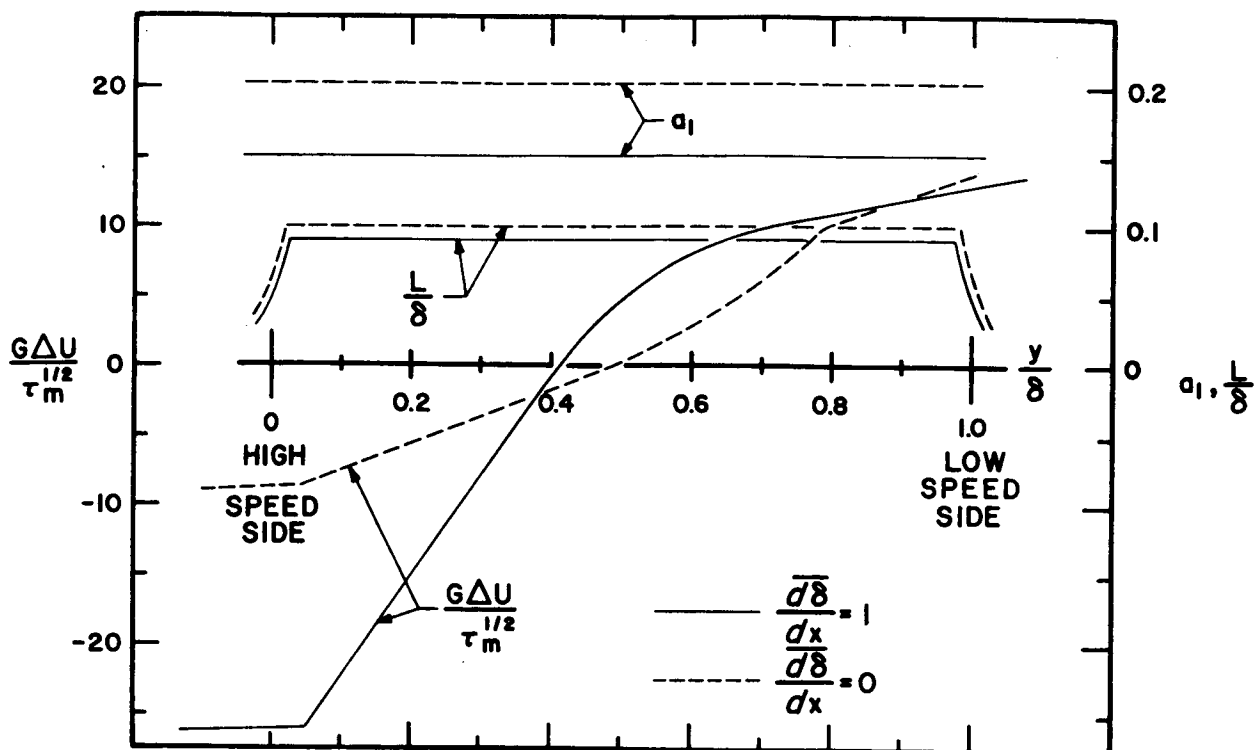 20
10
0
-10
-20
GΔU
τm^1/2
0.2
0.1
0
a₁, L/δ
a₁
L/δ
0
0.2
0.4
0.6
0.8
1.0
y/δ
HIGH
SPEED
SIDE
LOW
SPEED
SIDE
GΔU
τm^1/2
dδ/dx = 1
dδ/dx = 0